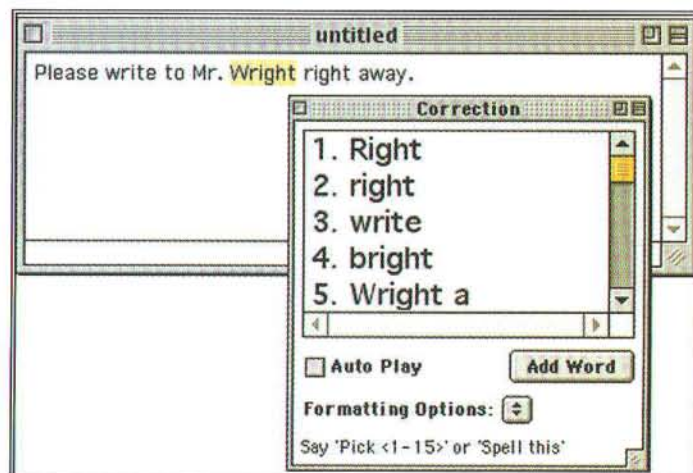 untitled
Please write to Mr. Wright right away.
Correction
1. Right
2. right
3. write
4. bright
5. Wright a
Auto Play
Add Word
Formatting Options:
Say 'Pick <1-15>' or 'Spell this'